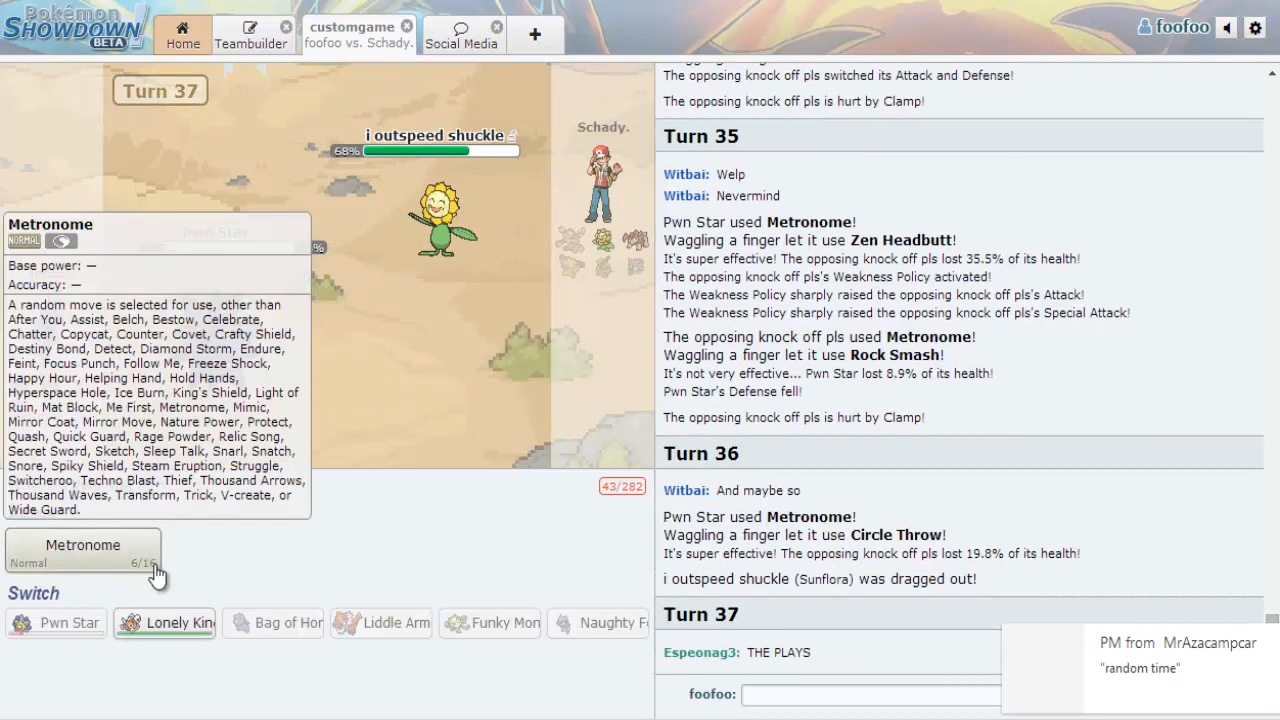 Pokémon
SHOWDOWN!
BETA
Home
Teambuilder
customgame
foofoo vs. Schady.
Social Media
foofoo
Turn 37
i outspeed shuckle
68%
Schady.
Pwn Star
%
Metronome
NORMAL
Base power: —
Accuracy: —
A random move is selected for use, other than
After You, Assist, Belch, Bestow, Celebrate,
Chatter, Copycat, Counter, Covet, Crafty Shield,
Destiny Bond, Detect, Diamond Storm, Endure,
Feint, Focus Punch, Follow Me, Freeze Shock,
Happy Hour, Helping Hand, Hold Hands,
Hyperspace Hole, Ice Burn, King's Shield, Light of
Ruin, Mat Block, Me First, Metronome, Mimic,
Mirror Coat, Mirror Move, Nature Power, Protect,
Quash, Quick Guard, Rage Powder, Relic Song,
Secret Sword, Sketch, Sleep Talk, Snarl, Snatch,
Snore, Spiky Shield, Steam Eruption, Struggle,
Switcheroo, Techno Blast, Thief, Thousand Arrows,
Thousand Waves, Transform, Trick, V-create, or
Wide Guard.
43/282
Metronome
Normal 6/16
Switch
Pwn Star
Lonely Kin
Bag of Hor
Liddle Arm
Funky Mon
Naughty F
The opposing knock off pls switched its Attack and Defense!
The opposing knock off pls is hurt by Clamp!
Turn 35
Witbai: Welp
Witbai: Nevermind
Pwn Star used Metronome!
Waggling a finger let it use Zen Headbutt!
It's super effective! The opposing knock off pls lost 35.5% of its health!
The opposing knock off pls's Weakness Policy activated!
The Weakness Policy sharply raised the opposing knock off pls's Attack!
The Weakness Policy sharply raised the opposing knock off pls's Special Attack!
The opposing knock off pls used Metronome!
Waggling a finger let it use Rock Smash!
It's not very effective... Pwn Star lost 8.9% of its health!
Pwn Star's Defense fell!
The opposing knock off pls is hurt by Clamp!
Turn 36
Witbai: And maybe so
Pwn Star used Metronome!
Waggling a finger let it use Circle Throw!
It's super effective! The opposing knock off pls lost 19.8% of its health!
i outspeed shuckle (Sunflora) was dragged out!
Turn 37
Espeonag3: THE PLAYS
foofoo:
PM from MrAzacampcar
"random time"